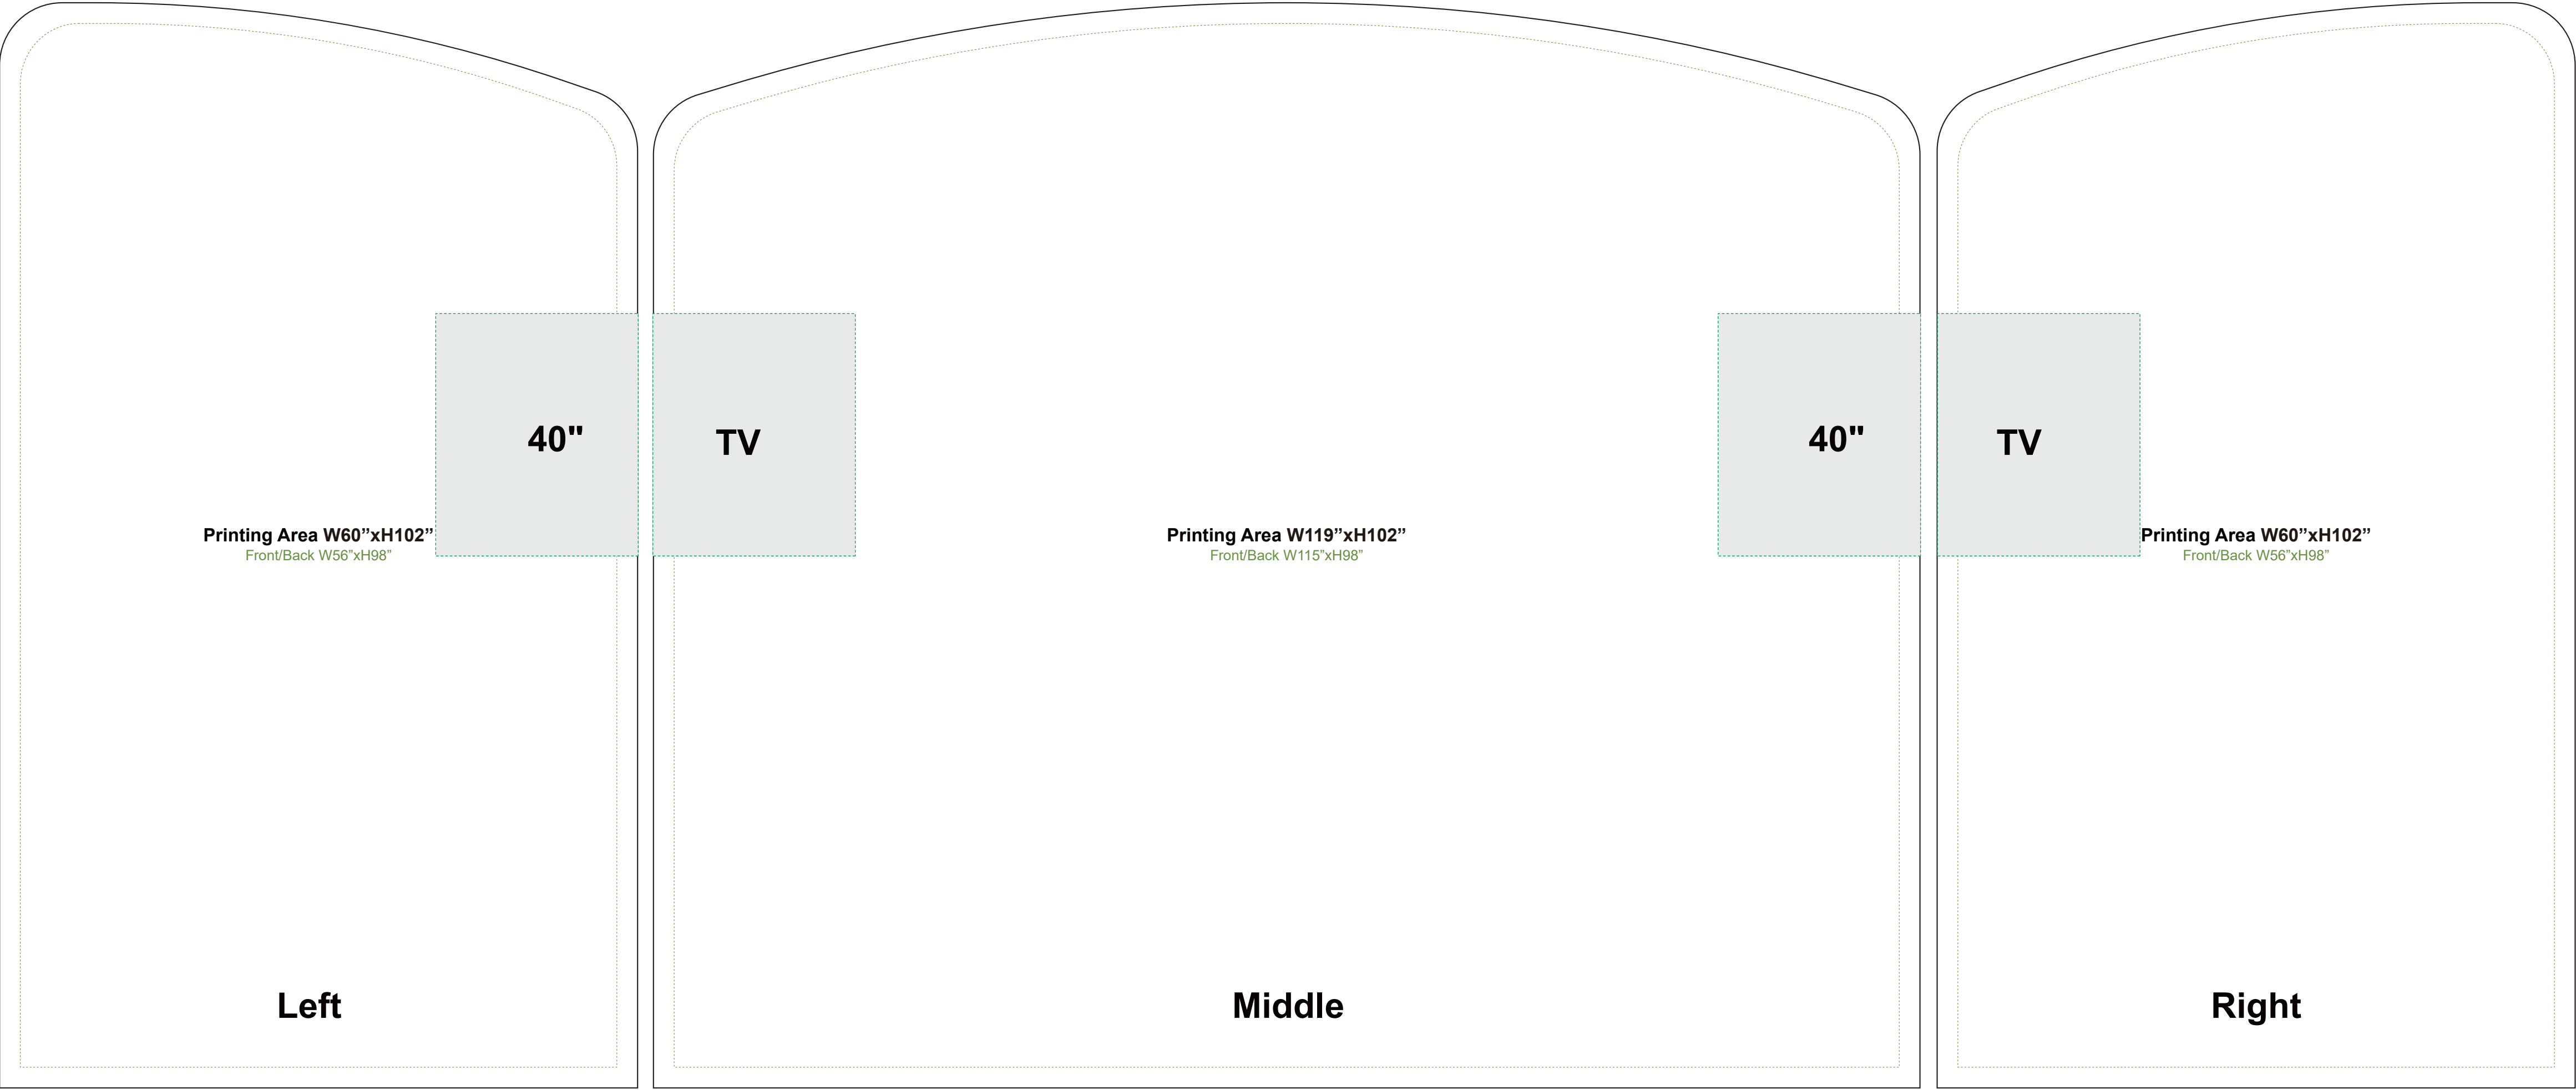 40"
TV
40"
TV
Printing Area W60”xH102”
Front/Back W56”xH98”
Printing Area W119”xH102”
Front/Back W115”xH98”
Printing Area W60”xH102”
Front/Back W56”xH98”
Left
Middle
Right